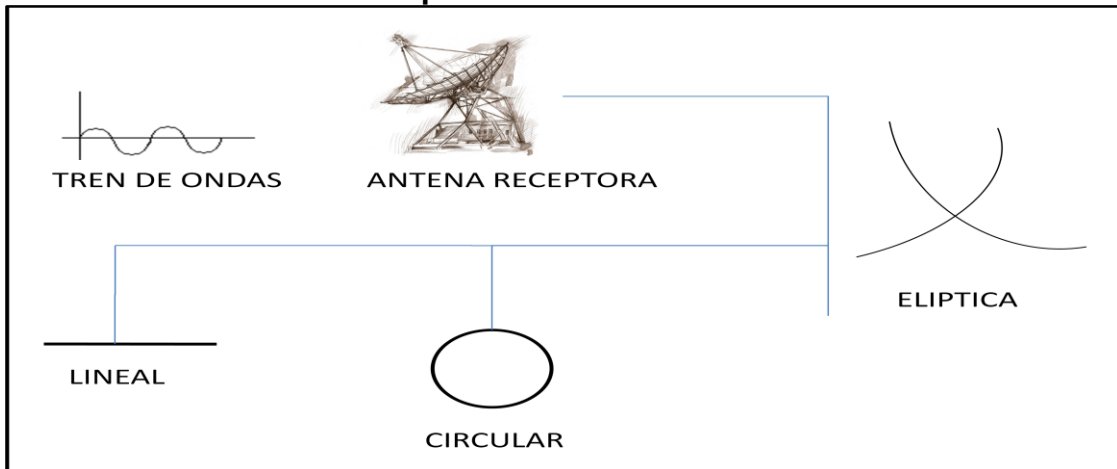 TREN DE ONDAS
ANTENA RECEPTORA
ELIPTICA
LINEAL
CIRCULAR